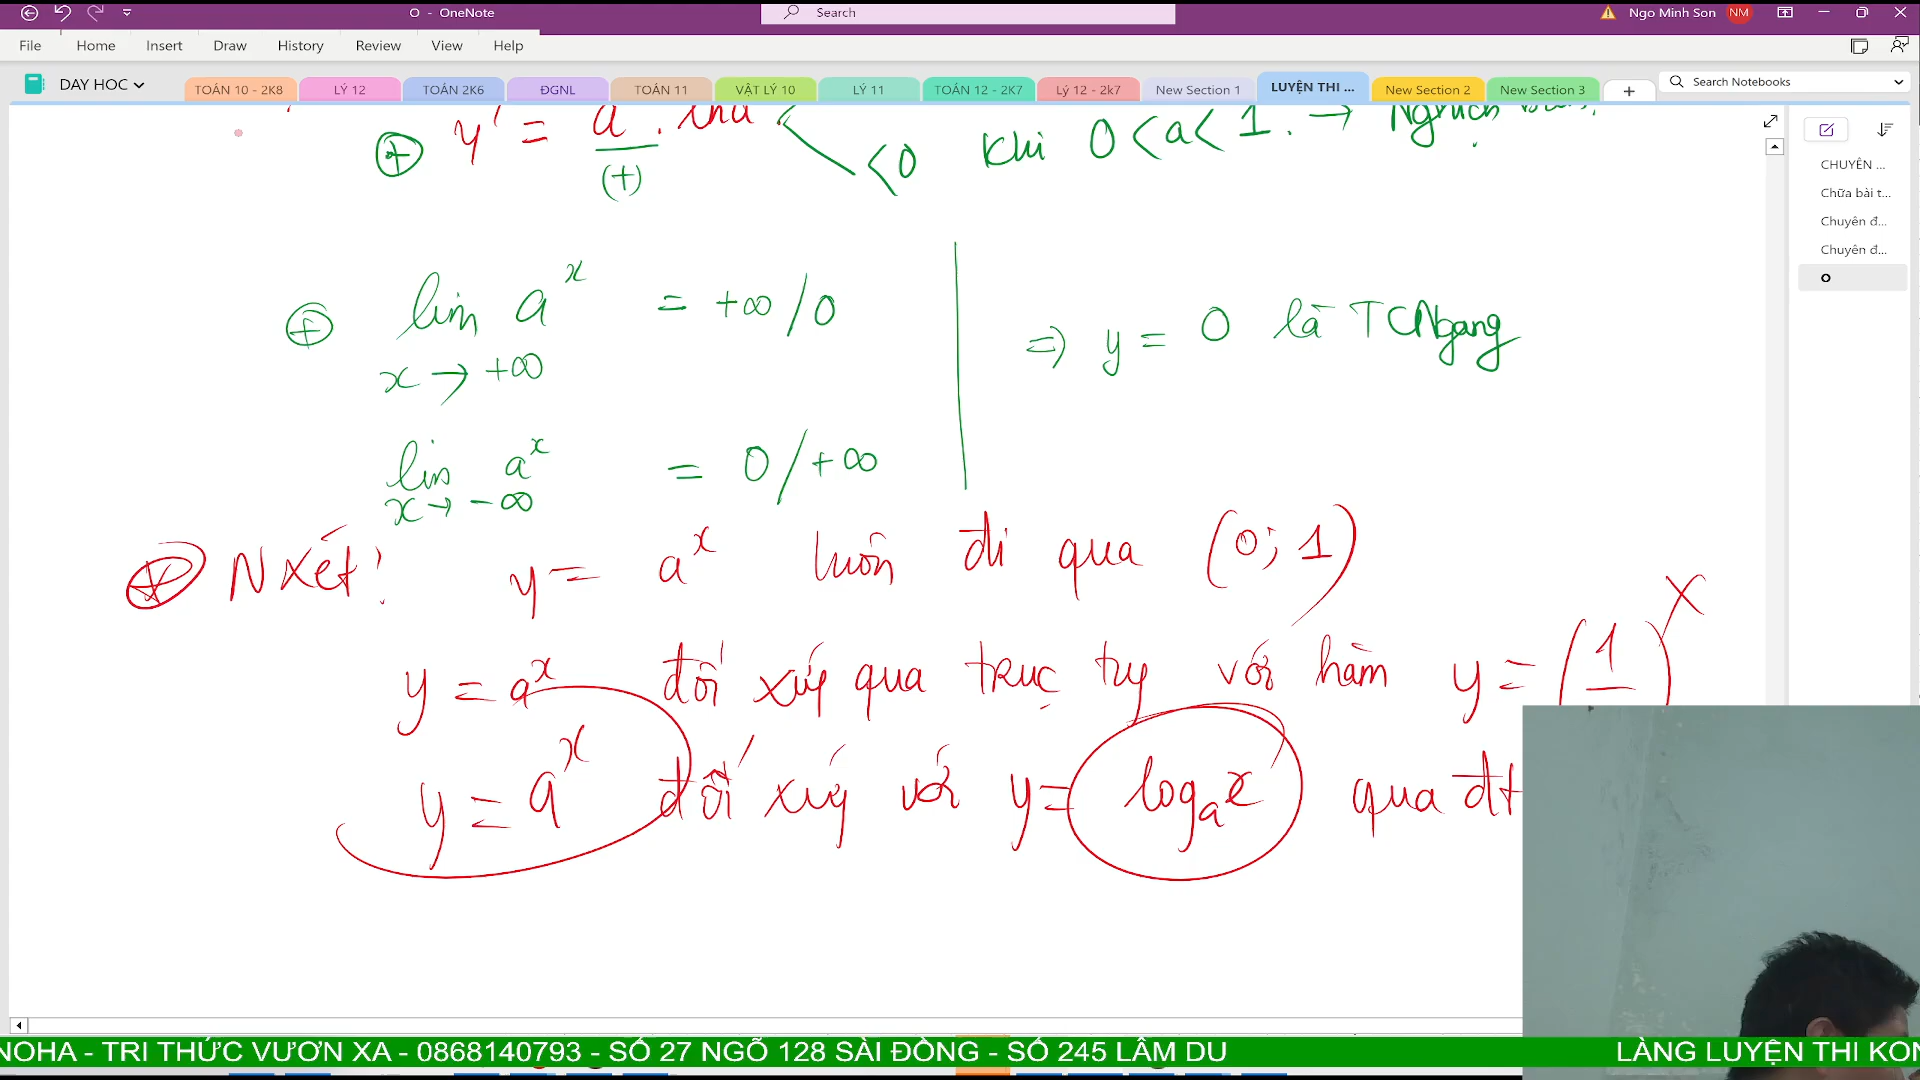 O - OneNote
Search
Ngo Minh Son NM
File Home Insert Draw History Review View Help
DAY HOC
TOÁN 10 - 2K8 LÝ 12 TOÁN 2K6 ĐGNL TOÁN 11 VẬT LÝ 10 LÝ 11 TOÁN 12 - 2K7 Lý 12 - 2k7 New Section 1 LUYỆN THI ... New Section 2 New Section 3 +
Search Notebooks
CHUYÊN ...
Chữa bài t...
Chuyên đ...
Chuyên đ...
O
y' = a . lna
(+)
<0 khi 0<a<1. → Nghịch
lim a^x = +∞/0
x → +∞
⇒ y = 0 là TCNgang
lim a^x = 0/+∞
x → -∞
N xét: y = a^x luôn đi qua (0; 1)
y = a^x đối xứng qua trục ty với hàm y = (1
)^x
y = a^x đối xứng với y = log_a x qua đt
NOHA - TRI THỨC VƯƠN XA - 0868140793 - SỐ 27 NGÕ 128 SÀI ĐỒNG - SỐ 245 LÂM DU
LÀNG LUYỆN THI KON